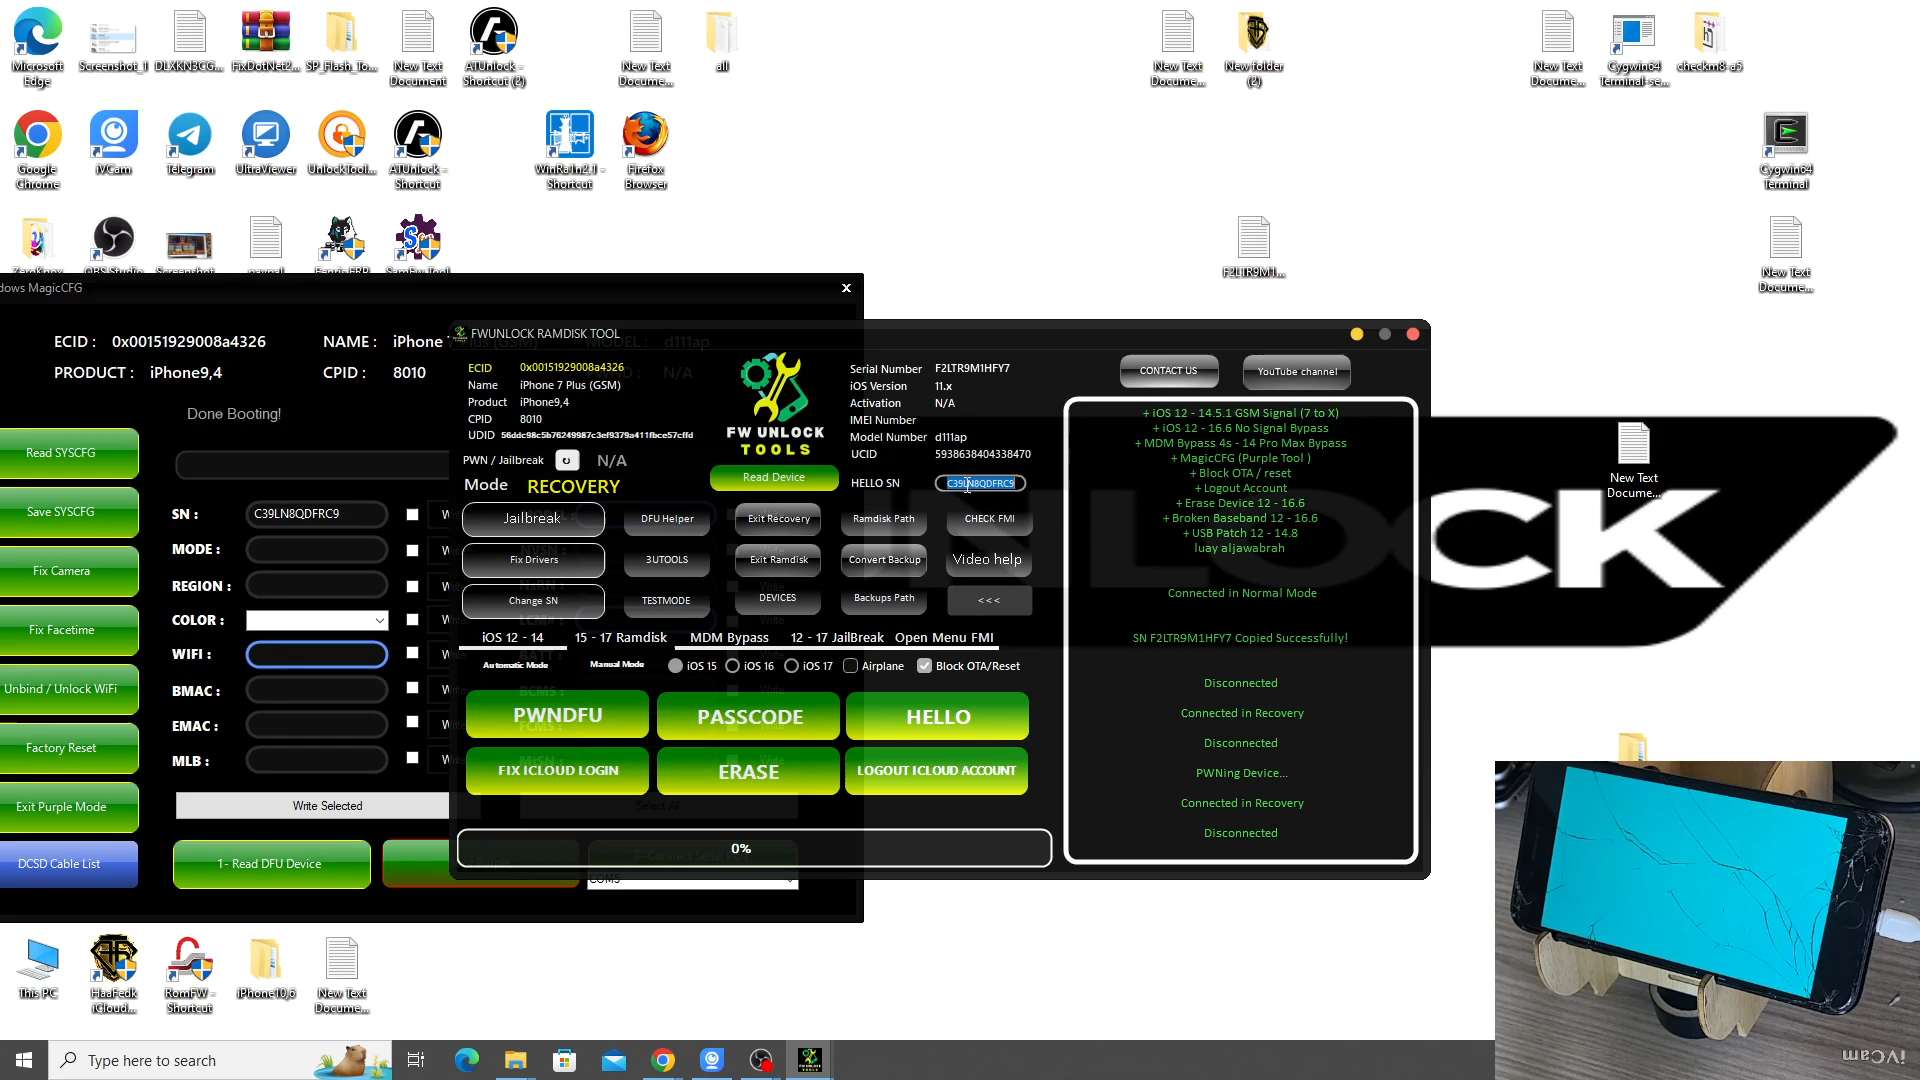 Microsoft Edge
Screenshot_1
DLXKN3CG...
FixDotNet2...
SP_Flash_To...
New Text Document
ATUnlock - Shortcut (2)
New Text Docume...
all
New Text Docume...
New folder (2)
New Text Docume...
Cygwin64 Terminal-se...
checkm8-a5
Google Chrome
iVCam
Telegram
UltraViewer
UnlockTool...
ATUnlock - Shortcut
WinRa1n2.1 - Shortcut
Firefox Browser
Cygwin64 Terminal
OBS Studio
Screenshot
paypal
F2LTR9M1...
New Text Docume...
dows MagicCFG
x
ECID : 0x00151929008a4326
NAME : iPhone
PRODUCT : iPhone9,4
CPID : 8010
Done Booting!
Read SYSCFG
Save SYSCFG
Fix Camera
Fix Facetime
Unbind / Unlock WiFi
Factory Reset
Exit Purple Mode
DCSD Cable List
SN : C39LN8QDFRC9
MODE :
REGION :
COLOR :
WIFI :
BMAC :
EMAC :
MLB :
Write Selected
Select All
1- Read DFU Device
FWUNLOCK RAMDISK TOOL
MODEL : d111ap
N/A
ECID 0x00151929008a4326
Name iPhone 7 Plus (GSM)
Product iPhone9,4
CPID 8010
UDID 56ddc98c5b76249987c3ef9379a411fbce57cffd
PWN / Jailbreak N/A
Mode RECOVERY
FW UNLOCK
TOOLS
Read Device
Serial Number F2LTR9M1HFY7
iOS Version 11.x
Activation N/A
IMEI Number
Model Number d111ap
UCID 5938638404338470
HELLO SN C39LN8QDFRC9
Jailbreak
DFU Helper
Exit Recovery
Ramdisk Path
CHECK FMI
Fix Drivers
3UTOOLS
Exit Ramdisk
Convert Backup
Video help
Change SN
TESTMODE
DEVICES
Backups Path
<<<
iOS 12 - 14
15 - 17 Ramdisk
MDM Bypass
12 - 17 JailBreak
Open Menu FMI
Automatic Mode
Manual Mode
iOS 15
iOS 16
iOS 17
Airplane
Block OTA/Reset
PWNDFU
PASSCODE
HELLO
FIX ICLOUD LOGIN
ERASE
LOGOUT ICLOUD ACCOUNT
0%
COM5
CONTACT US
YouTube channel
+ iOS 12 - 14.5.1 GSM Signal (7 to X)
+ iOS 12 - 16.6 No Signal Bypass
+ MDM Bypass 4s - 14 Pro Max Bypass
+ MagicCFG (Purple Tool )
+ Block OTA / reset
+ Logout Account
+ Erase Device 12 - 16.6
+ Broken Baseband 12 - 16.6
+ USB Patch 12 - 14.8
luay aljawabrah
Connected in Normal Mode
SN F2LTR9M1HFY7 Copied Successfully!
Disconnected
Connected in Recovery
Disconnected
PWNing Device...
Connected in Recovery
Disconnected
New Text Docume...
NLOCK
This PC
HaaFedk iCloud...
RomFW - Shortcut
iPhone10,6
New Text Docume...
Type here to search
iVCam